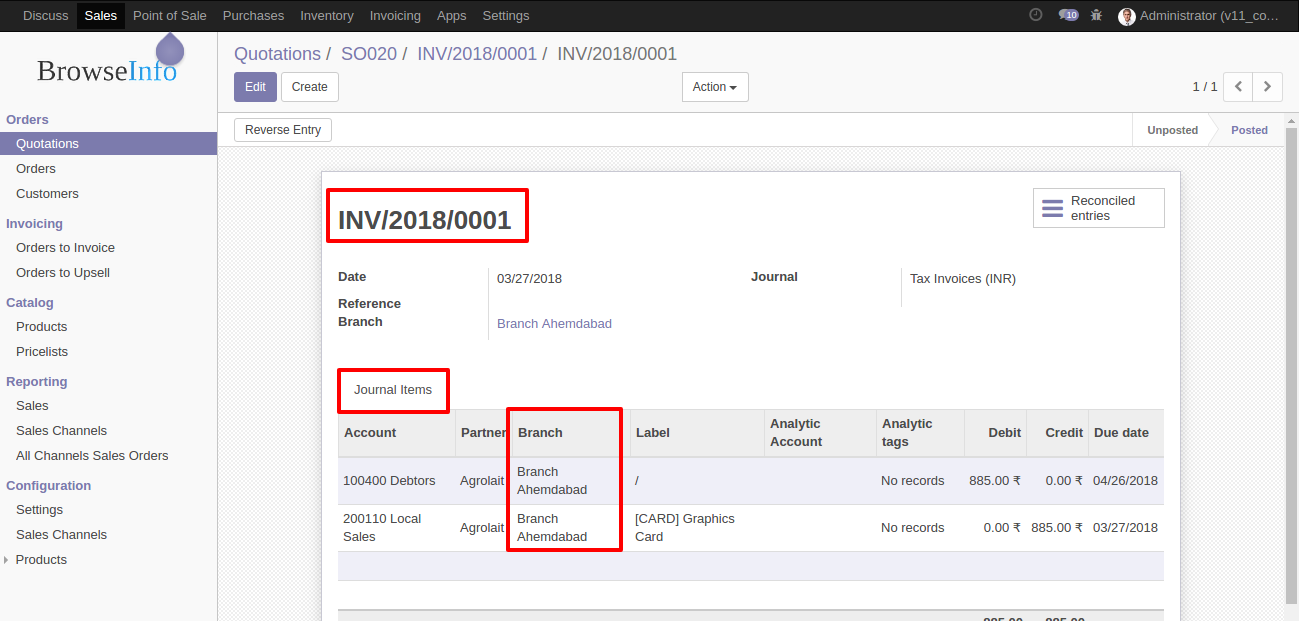 Discuss Sales Point of Sale Purchases Inventory Invoicing Apps Settings 10 Administrator (v11_co...
BrowseInfo
Quotations / SO020 / INV/2018/0001 / INV/2018/0001
Edit Create Action 1 / 1
Orders
Quotations
Orders
Customers
Invoicing
Orders to Invoice
Orders to Upsell
Catalog
Products
Pricelists
Reporting
Sales
Sales Channels
All Channels Sales Orders
Configuration
Settings
Sales Channels
Products
Reverse Entry Unposted Posted
INV/2018/0001
Reconciled
entries
Date 03/27/2018 Journal Tax Invoices (INR)
Reference
Branch Branch Ahemdabad
Journal Items
Account Partner Branch Label Analytic Account Analytic tags Debit Credit Due date
100400 Debtors Agrolait Branch Ahemdabad / No records 885.00 ₹ 0.00 ₹ 04/26/2018
200110 Local Sales Agrolait Branch Ahemdabad [CARD] Graphics Card No records 0.00 ₹ 885.00 ₹ 03/27/2018